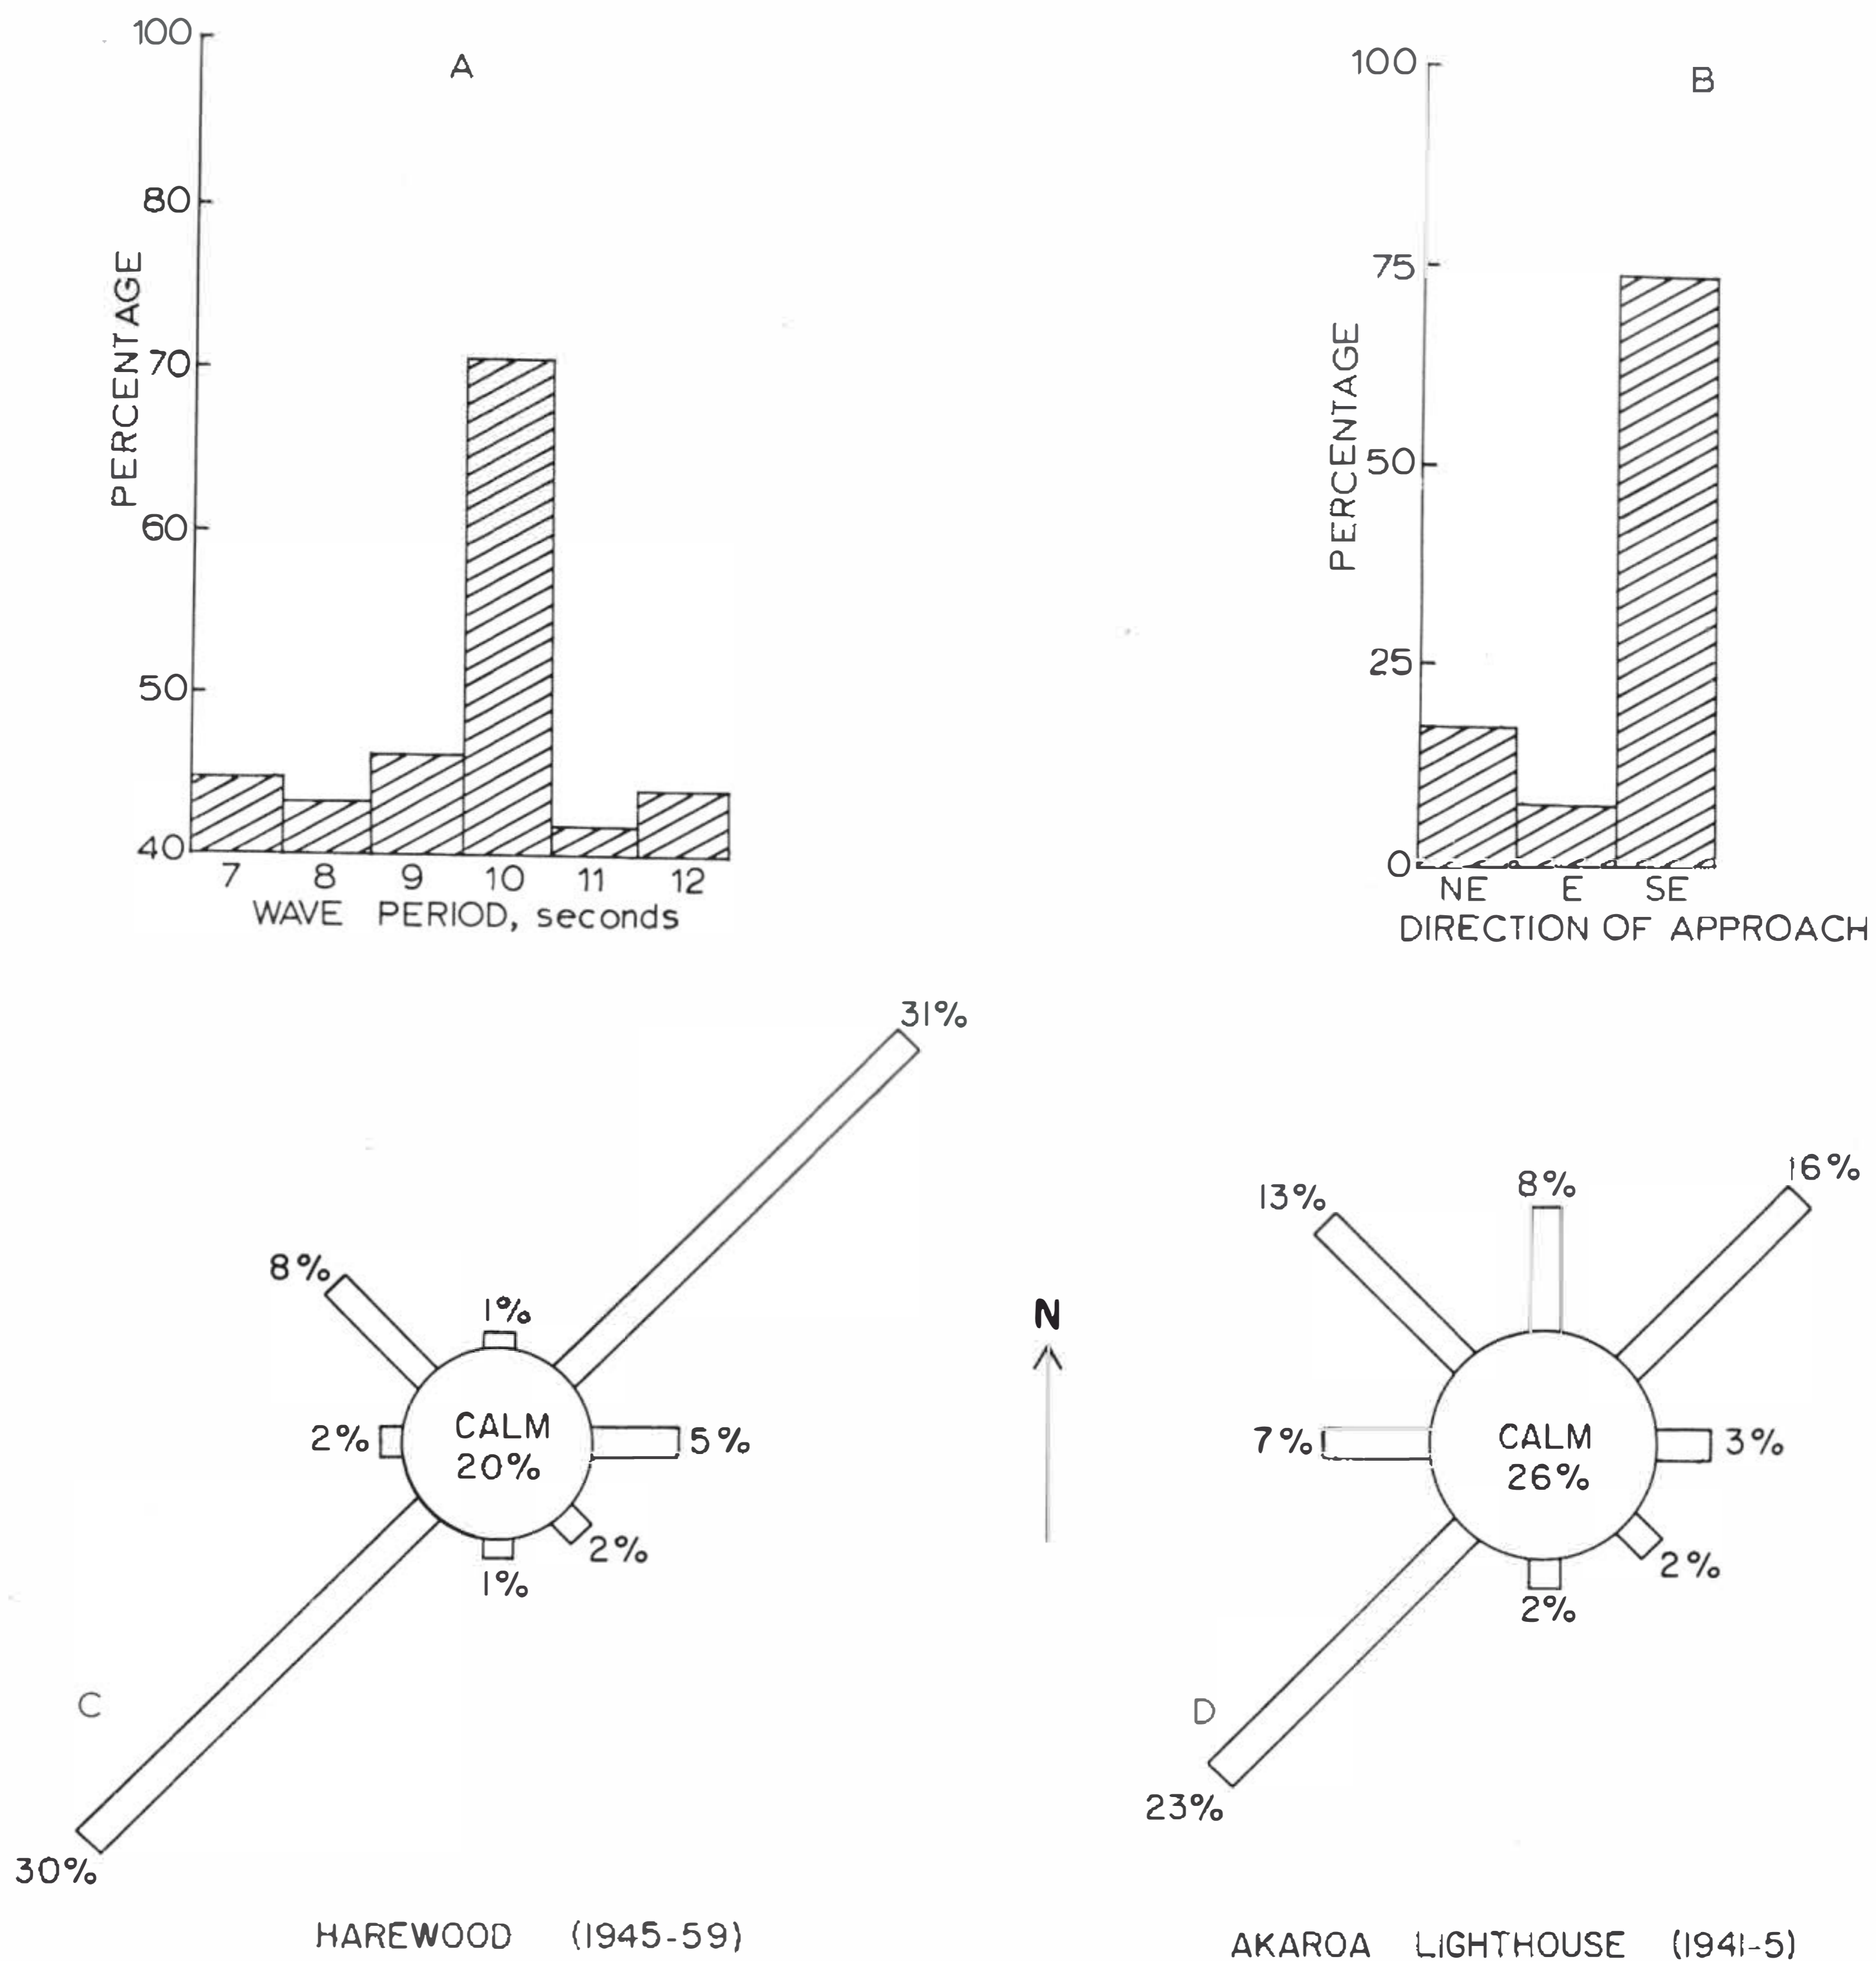 A
PERCENTAGE
100
80
70
60
50
40
7 8 9 10 11 12
WAVE PERIOD, seconds
B
PERCENTAGE
100
75
50
25
0
NE E SE
DIRECTION OF APPROACH
31%
8%
1%
2%
CALM
20%
5%
2%
1%
C
30%
HAREWOOD (1945-59)
N
16%
13%
8%
7%
CALM
26%
3%
2%
2%
D
23%
AKAROA LIGHTHOUSE (1941-5)